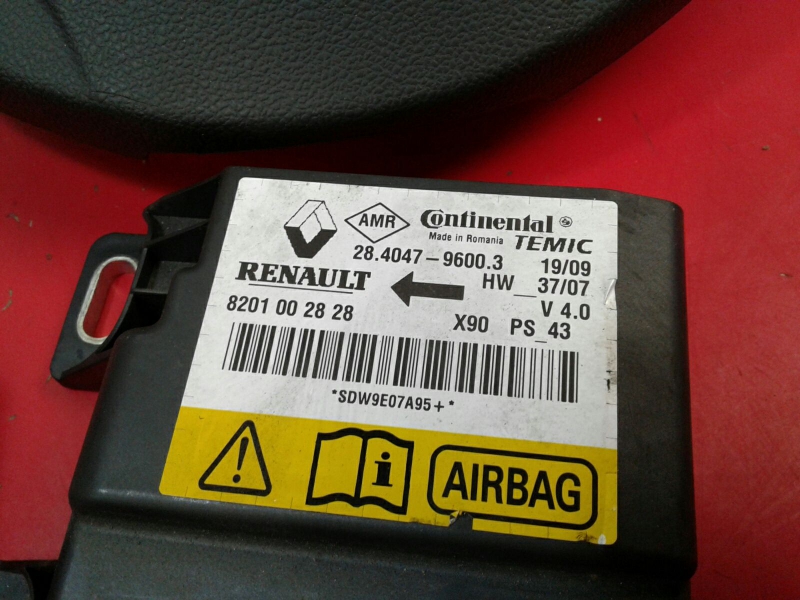 AMR Continental
Made in Romania TEMIC
28.4047-9600.3 19/09
RENAULT HW_37/07
V 4.0
8201 00 28 28 X90 PS_43
*SDW9E07A95+*
i AIRBAG